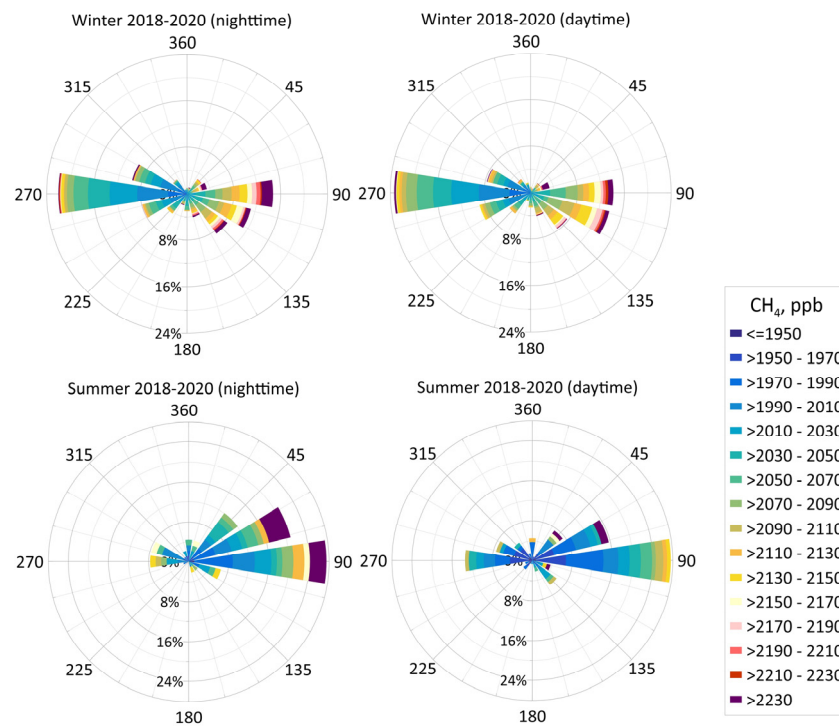 Winter 2018-2020 (nighttime)
360
315
45
270
0%
90
8%
16%
225
24%
135
180
Winter 2018-2020 (daytime)
360
315
45
270
0%
90
8%
16%
225
24%
135
180
Summer 2018-2020 (nighttime)
360
315
45
270
0%
90
8%
16%
225
24%
135
180
Summer 2018-2020 (daytime)
360
315
45
270
0%
90
8%
16%
225
24%
135
180
CH₄, ppb
<=1950
>1950 - 1970
>1970 - 1990
>1990 - 2010
>2010 - 2030
>2030 - 2050
>2050 - 2070
>2070 - 2090
>2090 - 2110
>2110 - 2130
>2130 - 2150
>2150 - 2170
>2170 - 2190
>2190 - 2210
>2210 - 2230
>2230